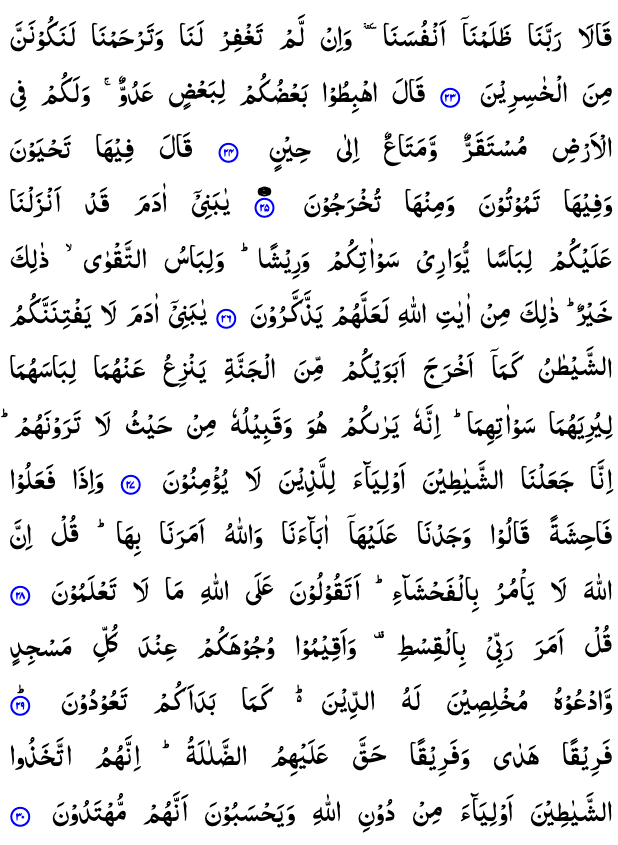 قَالَا رَبَّنَا ظَلَمْنَآ اَنْفُسَنَا ٚ وَاِنْ لَّمْ تَغْفِرْ لَنَا وَتَرْحَمْنَا لَنَكُوْنَنَّ
مِنَ الْخٰسِرِيْنَ ۲۳ قَالَ اهْبِطُوْا بَعْضُكُمْ لِبَعْضٍ عَدُوٌّ ۚ وَلَكُمْ فِى
الْاَرْضِ مُسْتَقَرٌّ وَّمَتَاعٌ اِلٰى حِيْنٍ ۲۴ قَالَ فِيْهَا تَحْيَوْنَ
وَفِيْهَا تَمُوْتُوْنَ وَمِنْهَا تُخْرَجُوْنَ ۲۵ يٰبَنِىْٓ اٰدَمَ قَدْ اَنْزَلْنَا
عَلَيْكُمْ لِبَاسًا يُّوَارِىْ سَوْاٰتِكُمْ وَرِيْشًا ؕ وَلِبَاسُ التَّقْوٰى ۙ ذٰلِكَ
خَيْرٌ ؕ ذٰلِكَ مِنْ اٰيٰتِ اللّٰهِ لَعَلَّهُمْ يَذَّكَّرُوْنَ ۲۶ يٰبَنِىْٓ اٰدَمَ لَا يَفْتِنَنَّكُمُ
الشَّيْطٰنُ كَمَآ اَخْرَجَ اَبَوَيْكُمْ مِّنَ الْجَنَّةِ يَنْزِعُ عَنْهُمَا لِبَاسَهُمَا
لِيُرِيَهُمَا سَوْاٰتِهِمَا ؕ اِنَّهٗ يَرٰىكُمْ هُوَ وَقَبِيْلُهٗ مِنْ حَيْثُ لَا تَرَوْنَهُمْ ؕ
اِنَّا جَعَلْنَا الشَّيٰطِيْنَ اَوْلِيَآءَ لِلَّذِيْنَ لَا يُؤْمِنُوْنَ ۲۷ وَاِذَا فَعَلُوْا
فَاحِشَةً قَالُوْا وَجَدْنَا عَلَيْهَآ اٰبَآءَنَا وَاللّٰهُ اَمَرَنَا بِهَا ؕ قُلْ اِنَّ
اللّٰهَ لَا يَاْمُرُ بِالْفَحْشَآءِ ؕ اَتَقُوْلُوْنَ عَلَى اللّٰهِ مَا لَا تَعْلَمُوْنَ ۲۸
قُلْ اَمَرَ رَبِّىْ بِالْقِسْطِ ۟ وَاَقِيْمُوْا وُجُوْهَكُمْ عِنْدَ كُلِّ مَسْجِدٍ
وَّادْعُوْهُ مُخْلِصِيْنَ لَهُ الدِّيْنَ ۬ؕ كَمَا بَدَاَكُمْ تَعُوْدُوْنَ ؕ ۲۹
فَرِيْقًا هَدٰى وَفَرِيْقًا حَقَّ عَلَيْهِمُ الضَّلٰلَةُ ؕ اِنَّهُمُ اتَّخَذُوا
الشَّيٰطِيْنَ اَوْلِيَآءَ مِنْ دُوْنِ اللّٰهِ وَيَحْسَبُوْنَ اَنَّهُمْ مُّهْتَدُوْنَ ۳۰